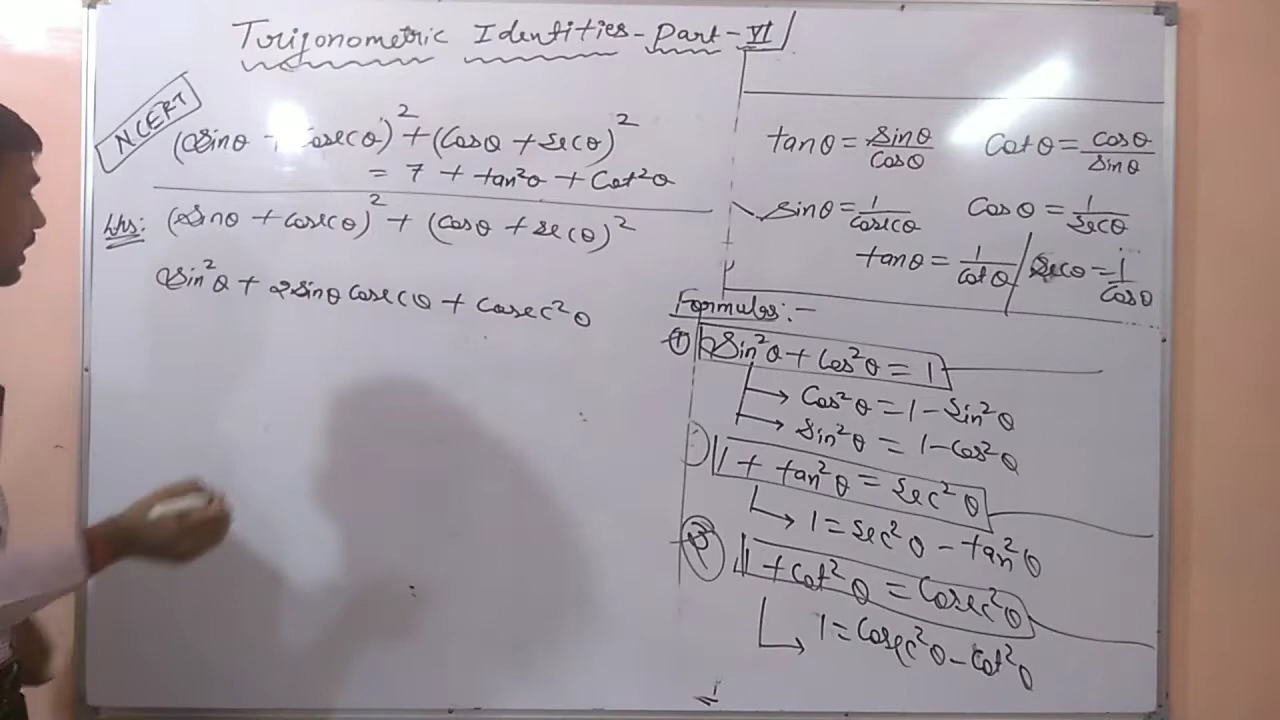 Trigonometric Identities - Part - VI
NCERT
(Sinθ + Cosecθ)² + (Cosθ + Secθ)²
= 7 + tan²θ + Cot²θ
Lhs: (Sinθ + Cosecθ)² + (Cosθ + Secθ)²
Sin²θ + 2Sinθ Cosecθ + Cosec²θ
tanθ = Sinθ/Cosθ Cotθ = Cosθ/Sinθ
Sinθ = 1/Cosecθ Cosθ = 1/Secθ
tanθ = 1/Cotθ / Secθ = 1/Cosθ
Formulas:-
① Sin²θ + Cos²θ = 1
→ Cos²θ = 1 - Sin²θ
→ Sin²θ = 1 - Cos²θ
1 + tan²θ = Sec²θ
→ 1 = Sec²θ - tan²θ
③ 1 + Cot²θ = Cosec²θ
→ 1 = Cosec²θ - Cot²θ